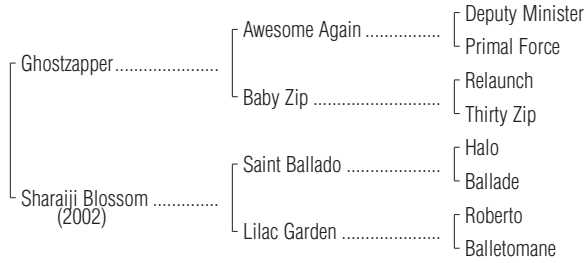 Deputy Minister
Awesome Again ................
Primal Force
Ghostzapper......................
Relaunch
Baby Zip ...........................
Thirty Zip
Halo
Saint Ballado ....................
Ballade
Sharaiji Blossom ..............
(2002)
Roberto
Lilac Garden .....................
Balletomane